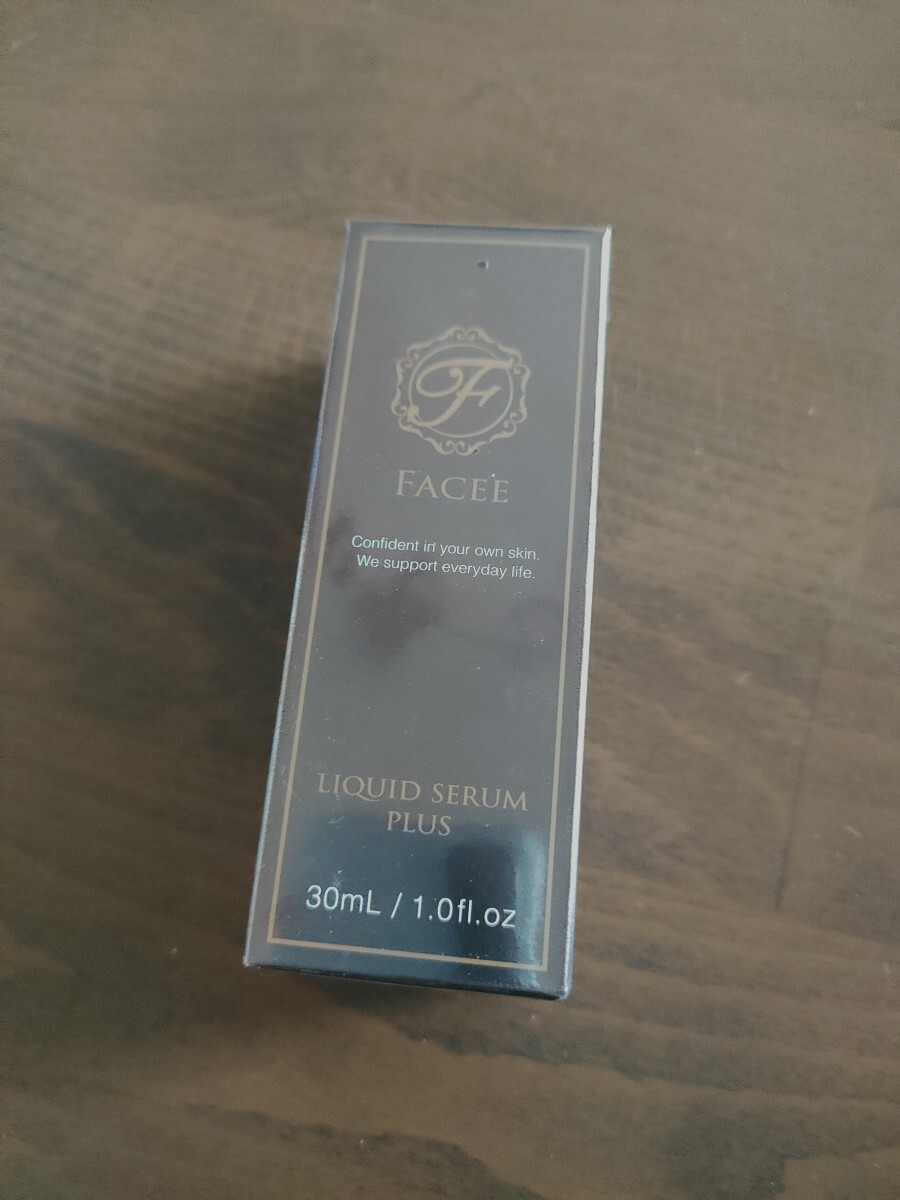 F
FACEE
Confident in your own skin.
We support everyday life.
LIQUID SERUM
PLUS
30mL / 1.0fl.oz